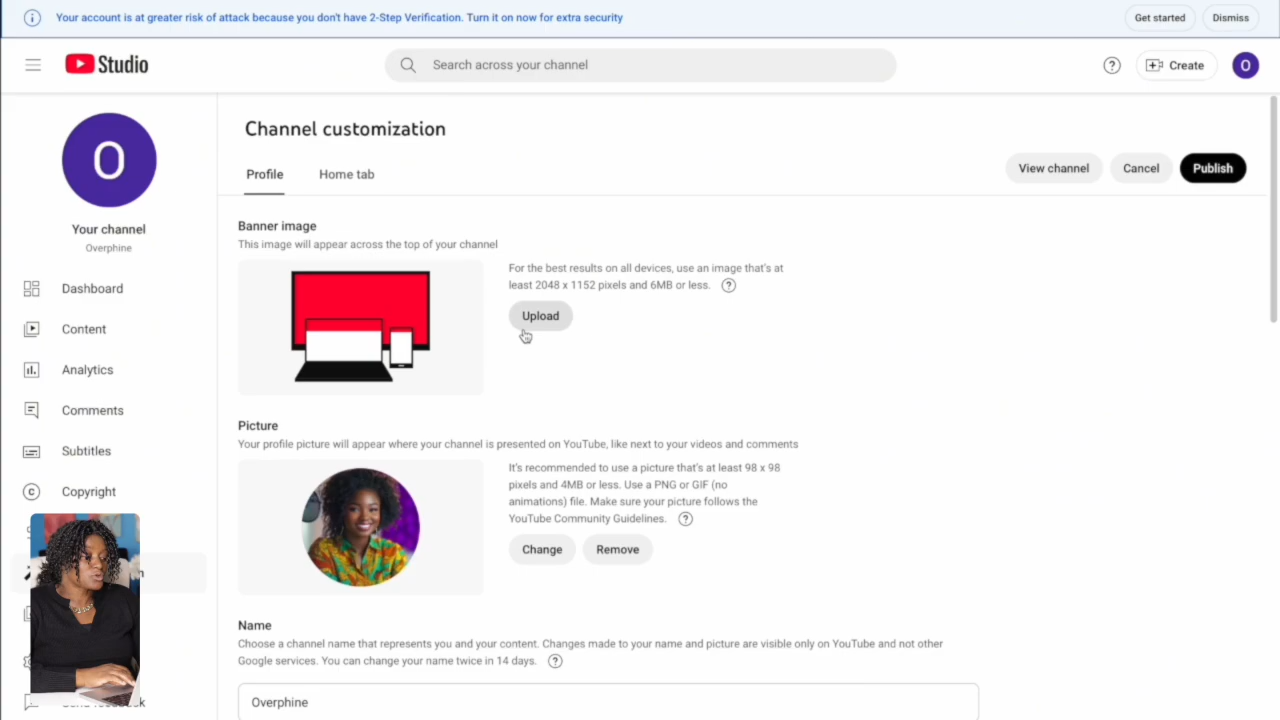 Your account is at greater risk of attack because you don't have 2-Step Verification. Turn it on now for extra security
Get started
Dismiss
Studio
Search across your channel
Create
O
O
Your channel
Overphine
Dashboard
Content
Analytics
Comments
Subtitles
Copyright
Channel customization
Profile
Home tab
View channel
Cancel
Publish
Banner image
This image will appear across the top of your channel
For the best results on all devices, use an image that's at
least 2048 x 1152 pixels and 6MB or less.
Upload
Picture
Your profile picture will appear where your channel is presented on YouTube, like next to your videos and comments
It's recommended to use a picture that's at least 98 x 98
pixels and 4MB or less. Use a PNG or GIF (no
animations) file. Make sure your picture follows the
YouTube Community Guidelines.
Change
Remove
Name
Choose a channel name that represents you and your content. Changes made to your name and picture are visible only on YouTube and not other
Google services. You can change your name twice in 14 days.
Overphine